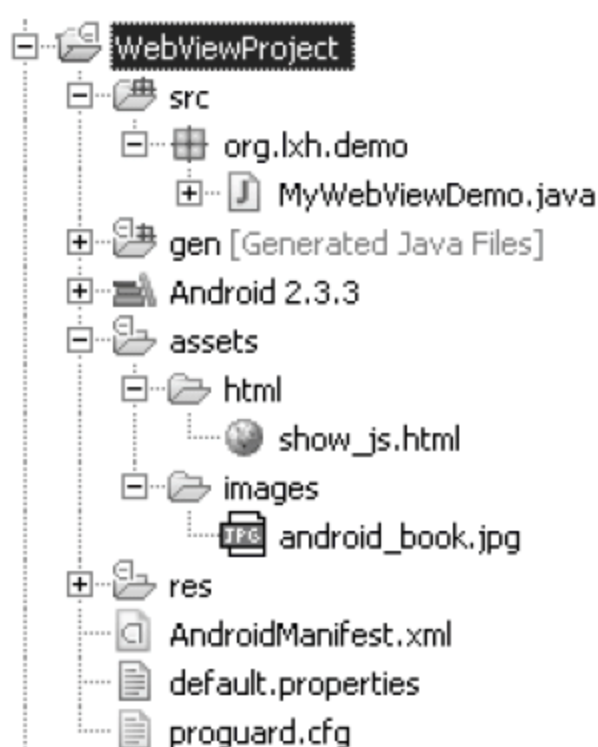 WebViewProject
src
org.lxh.demo
MyWebViewDemo.java
gen [Generated Java Files]
Android 2.3.3
assets
html
show_js.html
images
JPG
android_book.jpg
res
AndroidManifest.xml
default.properties
proguard.cfg